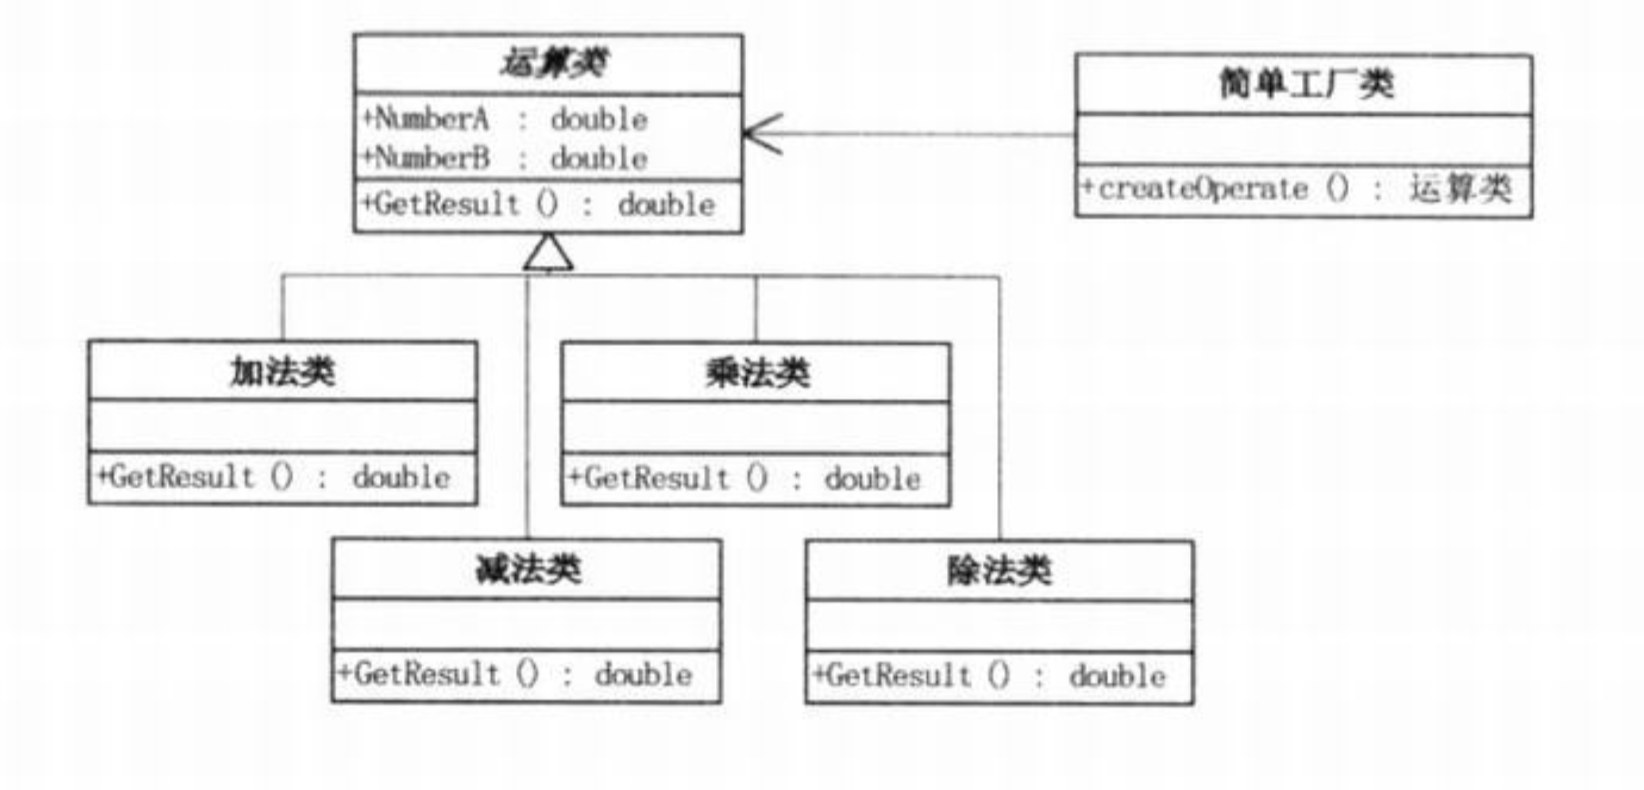 运算类
+NumberA : double
+NumberB : double
+GetResult () : double
简单工厂类
+createOperate () : 运算类
加法类
+GetResult () : double
乘法类
+GetResult () : double
减法类
+GetResult () : double
除法类
+GetResult () : double